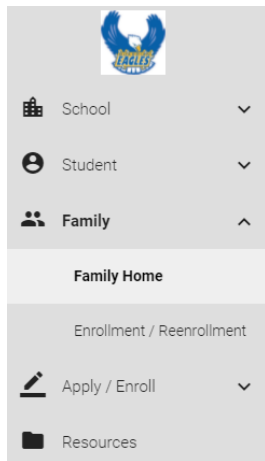 EAGLES
School
Student
Family
Family Home
Enrollment / Reenrollment
Apply / Enroll
Resources